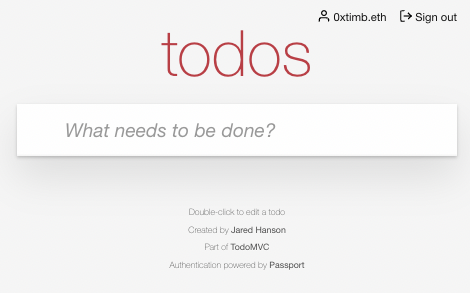 0xtimb.eth Sign out
todos
What needs to be done?
Double-click to edit a todo
Created by Jared Hanson
Part of TodoMVC
Authentication powered by Passport